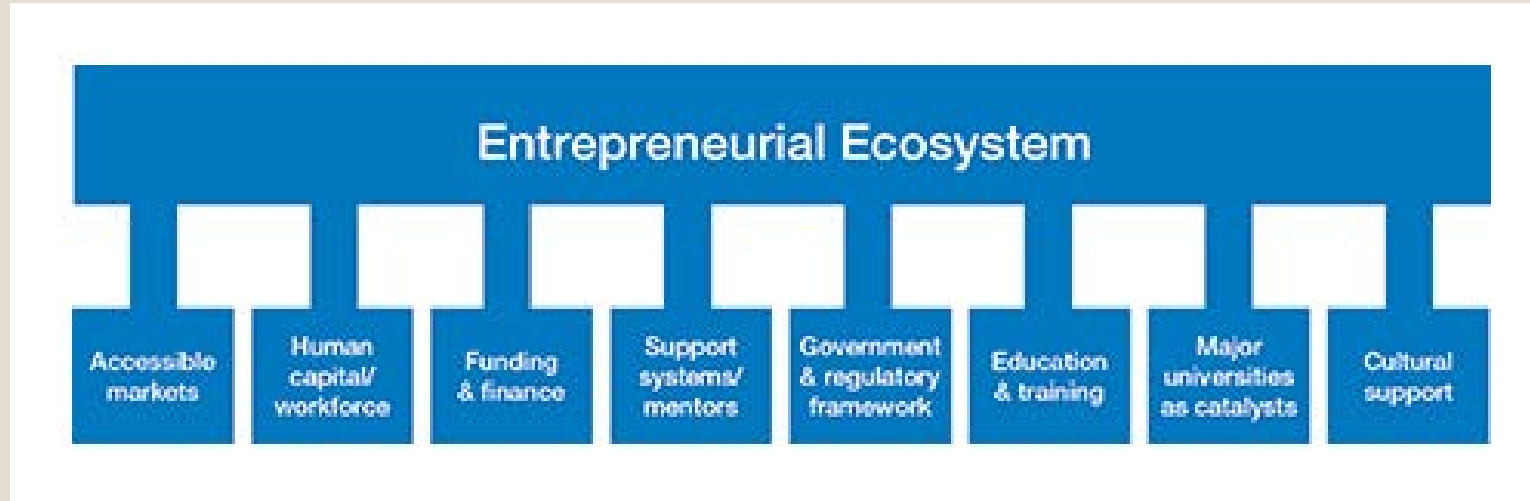 Entrepreneurial Ecosystem
Accessible
markets
Human
capital/
workforce
Funding
& finance
Support
systems/
mentors
Government
& regulatory
framework
Education
& training
Major
universities
as catalysts
Cultural
support